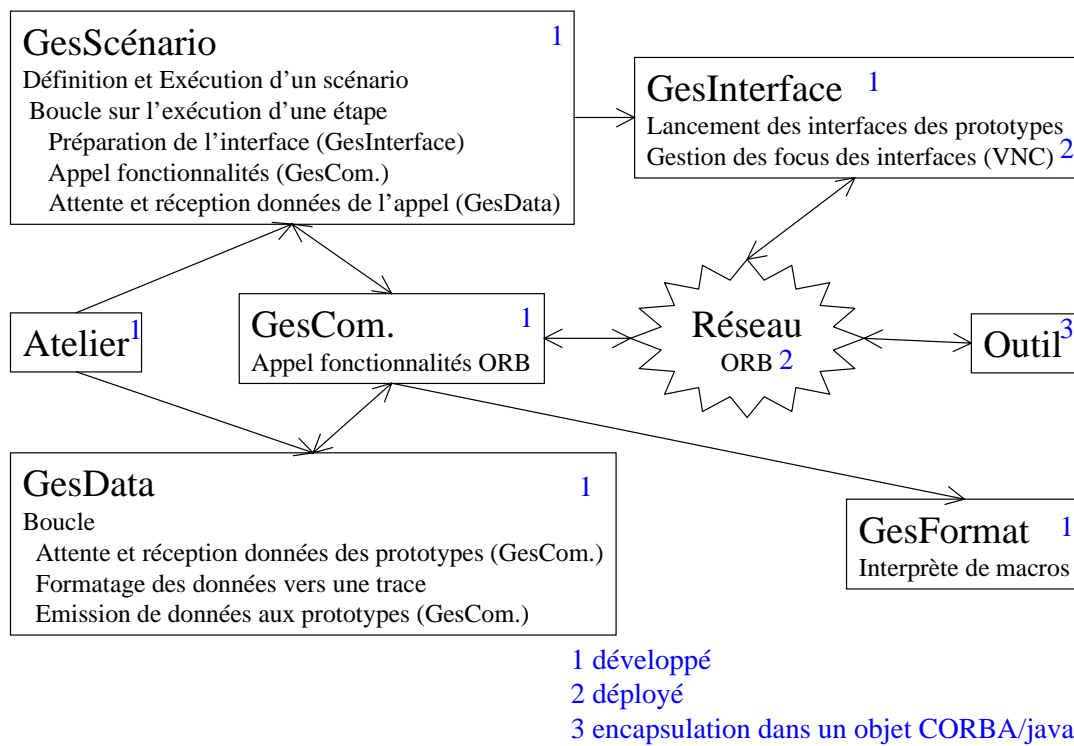 GesScénario 1
Définition et Exécution d'un scénario
Boucle sur l'exécution d'une étape
Préparation de l'interface (GesInterface)
Appel fonctionnalités (GesCom.)
Attente et réception données de l'appel (GesData)
GesInterface 1
Lancement des interfaces des prototypes
Gestion des focus des interfaces (VNC) 2
Atelier 1
GesCom. 1
Appel fonctionnalités ORB
Réseau
ORB 2
Outil 3
GesData 1
Boucle
Attente et réception données des prototypes (GesCom.)
Formatage des données vers une trace
Emission de données aux prototypes (GesCom.)
GesFormat 1
Interprète de macros
1 développé
2 déployé
3 encapsulation dans un objet CORBA/java